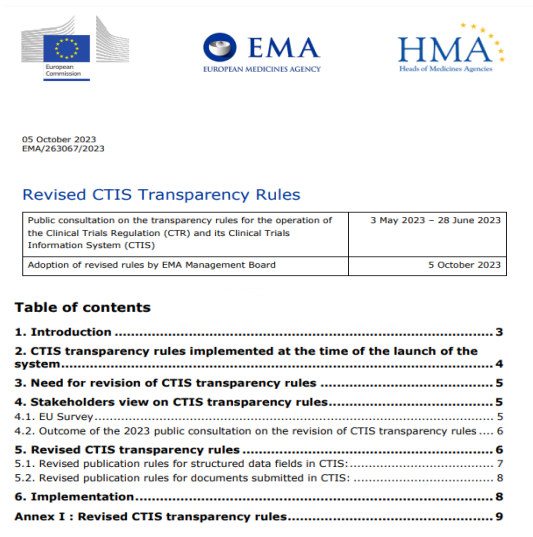 European
Commission
EMA
EUROPEAN MEDICINES AGENCY
HMA
Heads of Medicines Agencies
05 October 2023
EMA/263067/2023
Revised CTIS Transparency Rules
Public consultation on the transparency rules for the operation of
the Clinical Trials Regulation (CTR) and its Clinical Trials
Information System (CTIS)
3 May 2023 – 28 June 2023
Adoption of revised rules by EMA Management Board
5 October 2023
Table of contents
1. Introduction ................................................................ 3
2. CTIS transparency rules implemented at the time of the launch of the
system................................................................ 4
3. Need for revision of CTIS transparency rules ................................ 5
4. Stakeholders view on CTIS transparency rules................................ 5
4.1. EU Survey................................................................ 5
4.2. Outcome of the 2023 public consultation on the revision of CTIS transparency rules .... 6
5. Revised CTIS transparency rules ................................ 6
5.1. Revised publication rules for structured data fields in CTIS:................................ 7
5.2. Revised publication rules for documents submitted in CTIS: ................................ 8
6. Implementation................................................................ 8
Annex I : Revised CTIS transparency rules................................ 9